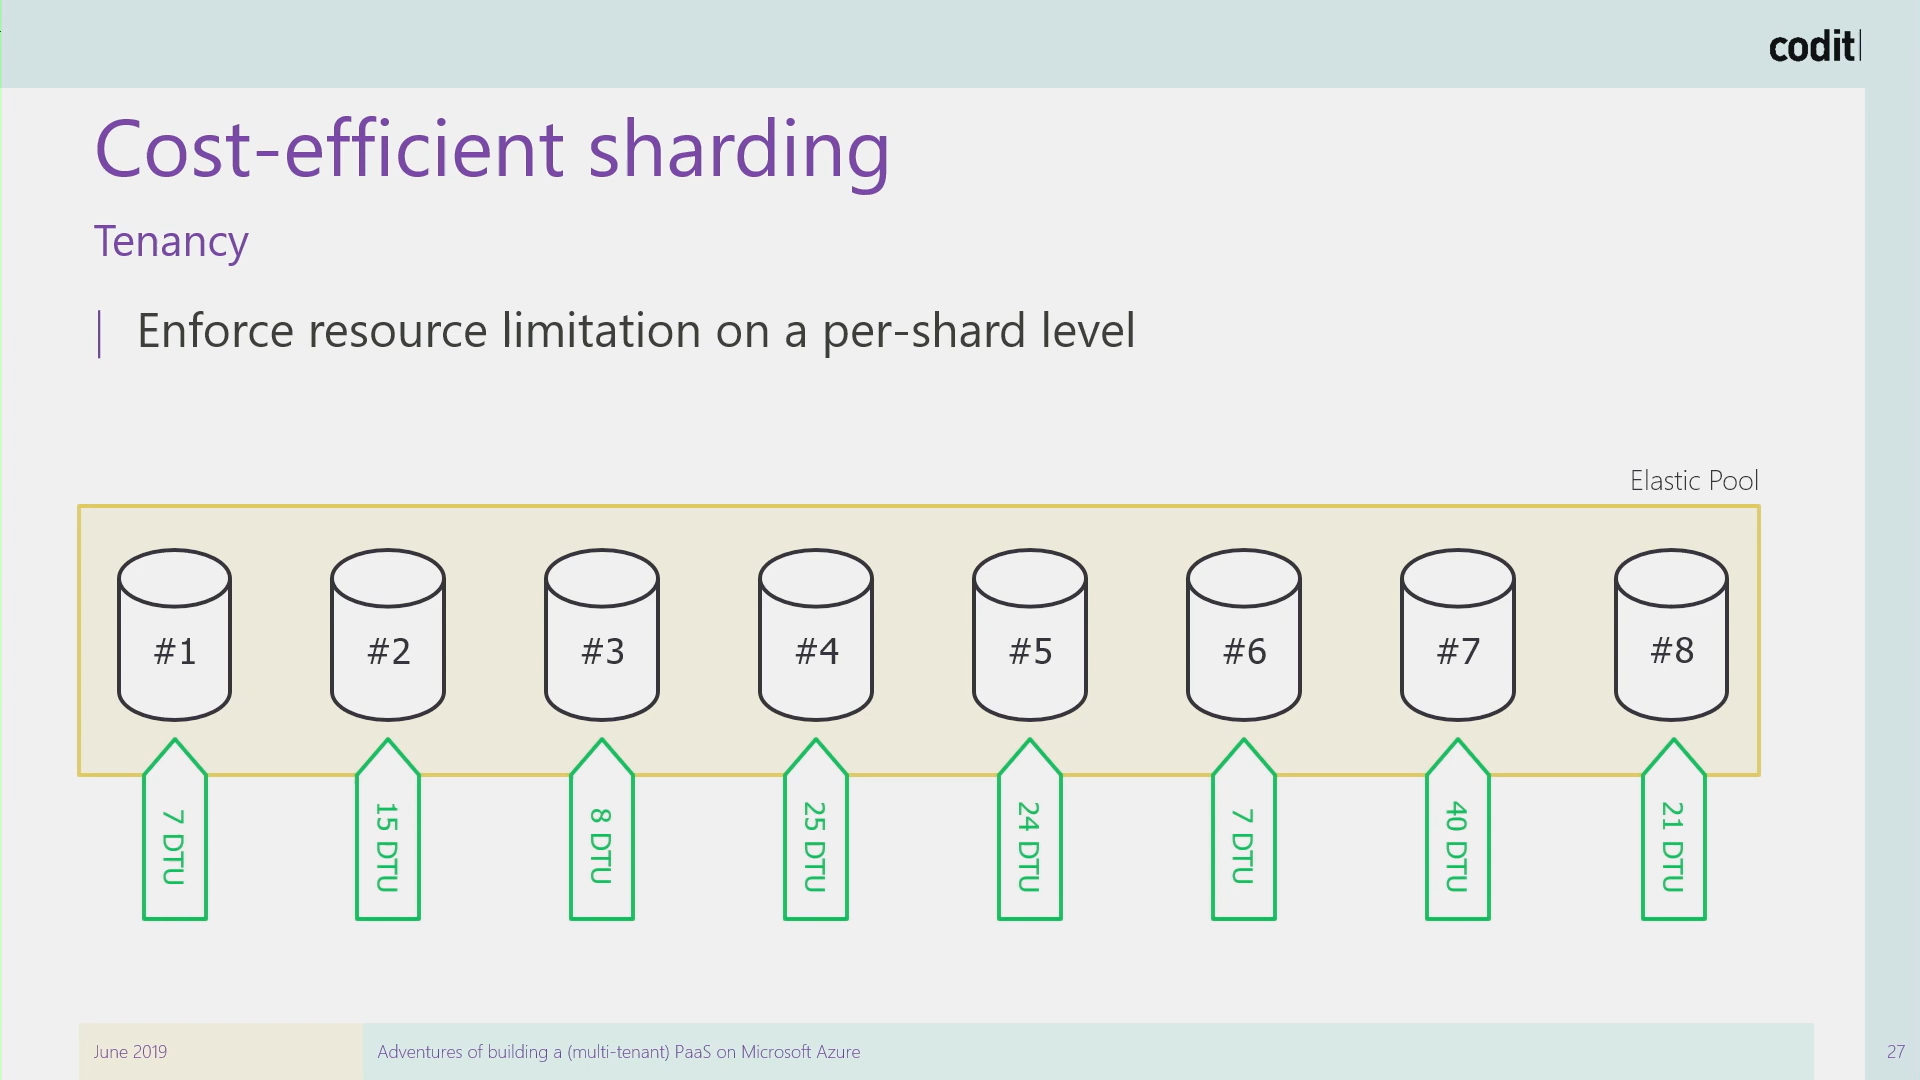 codit
Cost-efficient sharding
Tenancy
Enforce resource limitation on a per-shard level
Elastic Pool
#1
#2
#3
#4
#5
#6
#7
#8
7 DTU
15 DTU
8 DTU
25 DTU
24 DTU
7 DTU
40 DTU
21 DTU
June 2019
Adventures of building a (multi-tenant) PaaS on Microsoft Azure
27